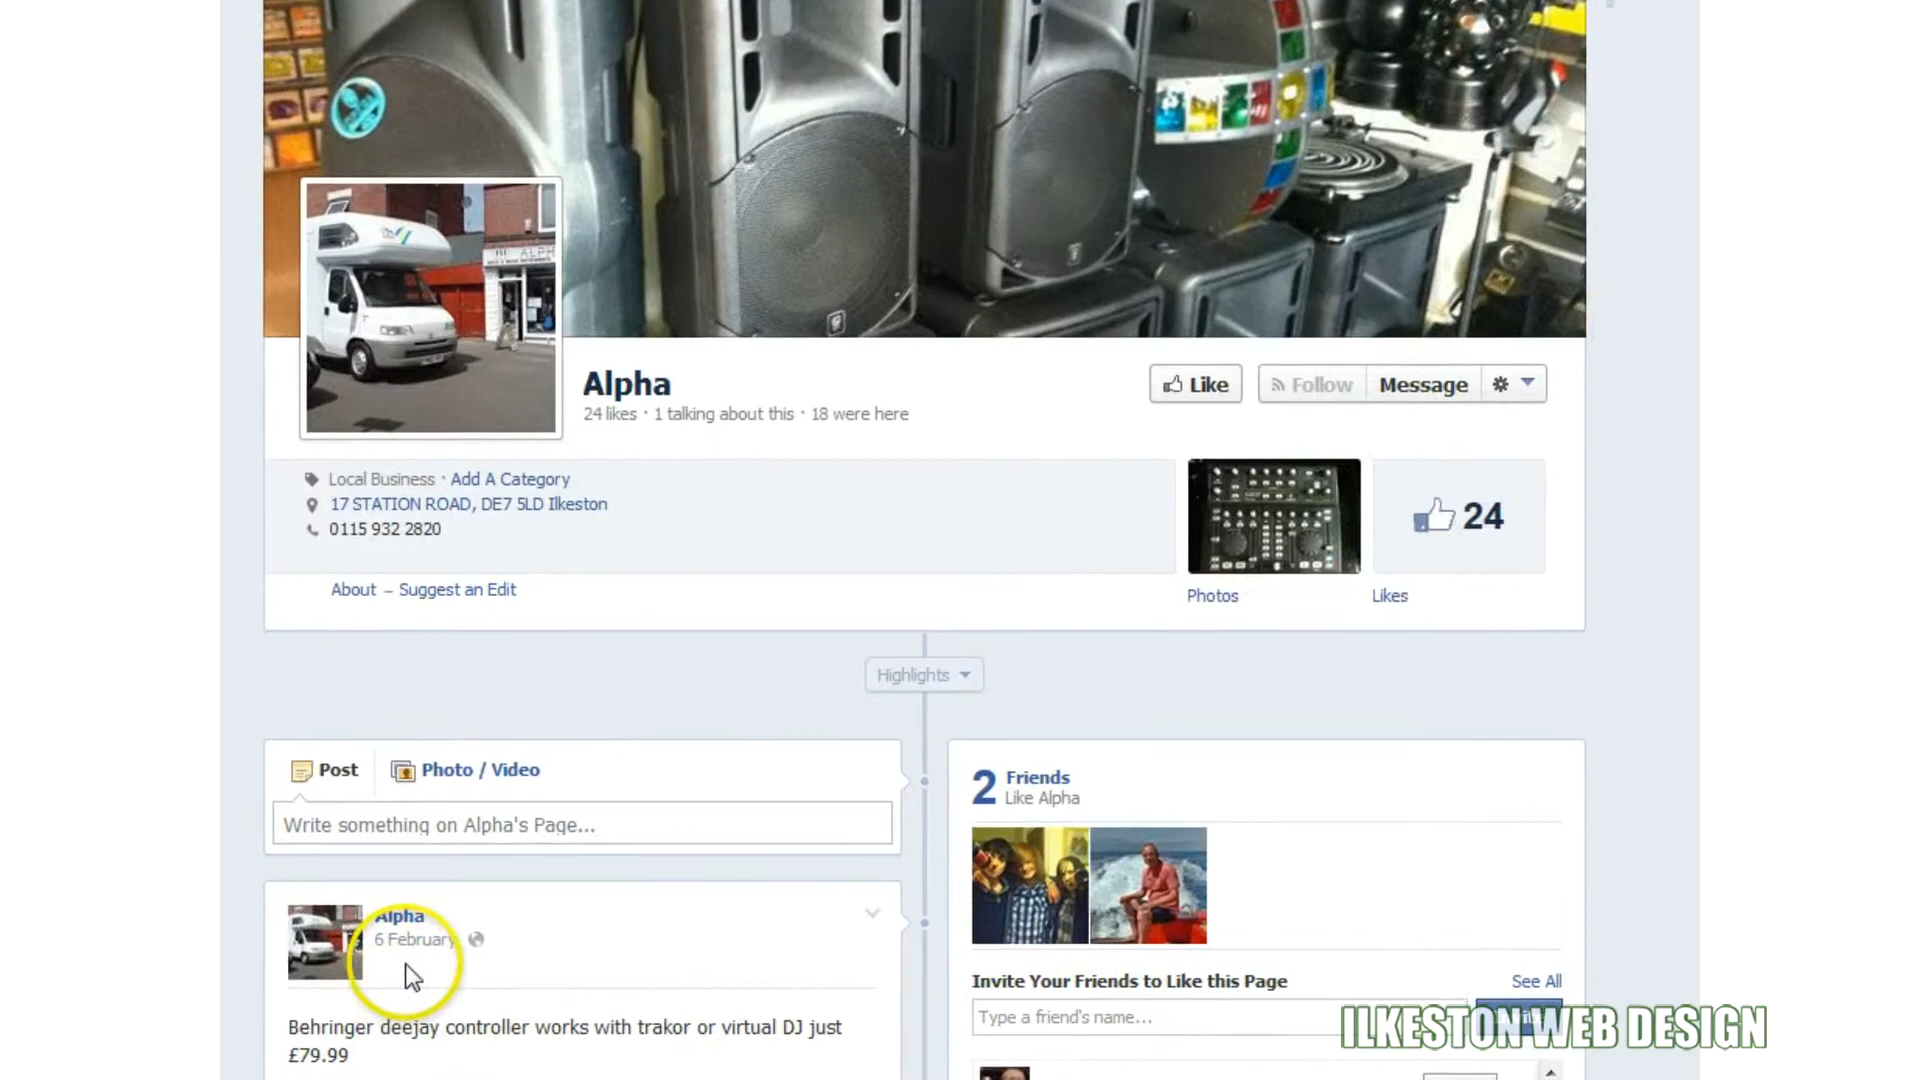 ALPHA
Alpha
24 likes · 1 talking about this · 18 were here
Like
Follow
Message
Local Business · Add A Category
17 STATION ROAD, DE7 5LD Ilkeston
0115 932 2820
24
About – Suggest an Edit
Photos
Likes
Highlights
Post
Photo / Video
Write something on Alpha's Page...
2 Friends
Like Alpha
Alpha
6 February
Invite Your Friends to Like this Page
See All
Type a friend's name...
Behringer deejay controller works with trakor or virtual DJ just
£79.99
ILKESTON WEB DESIGN